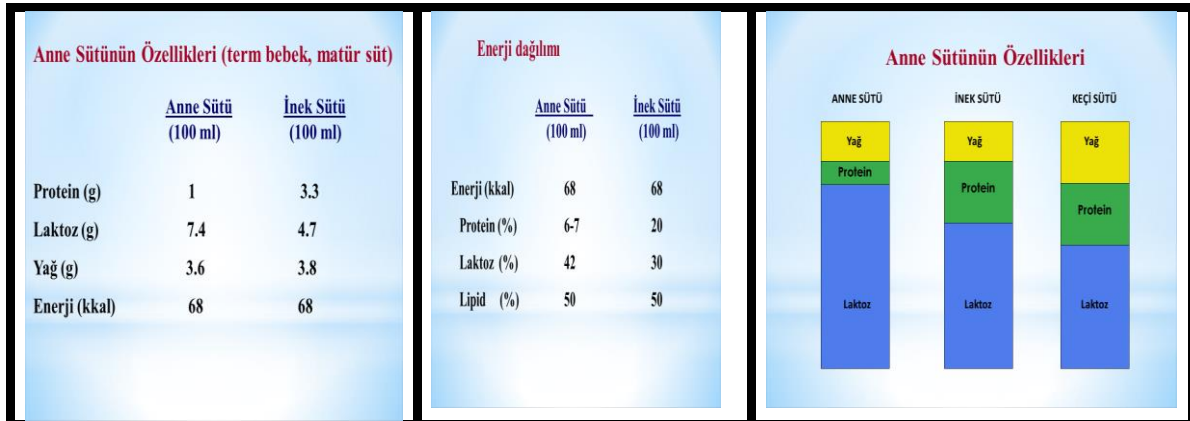 Anne Sütünün Özellikleri (term bebek, matür süt)
Anne Sütü İnek Sütü
(100 ml) (100 ml)
Protein (g) 1 3.3
Laktoz (g) 7.4 4.7
Yağ (g) 3.6 3.8
Enerji (kkal) 68 68
Enerji dağılımı
Anne Sütü İnek Sütü
(100 ml) (100 ml)
Enerji (kkal) 68 68
Protein (%) 6-7 20
Laktoz (%) 42 30
Lipid (%) 50 50
Anne Sütünün Özellikleri
ANNE SÜTÜ İNEK SÜTÜ KEÇİ SÜTÜ
Yağ Yağ Yağ
Protein Protein Protein
Laktoz Laktoz Laktoz